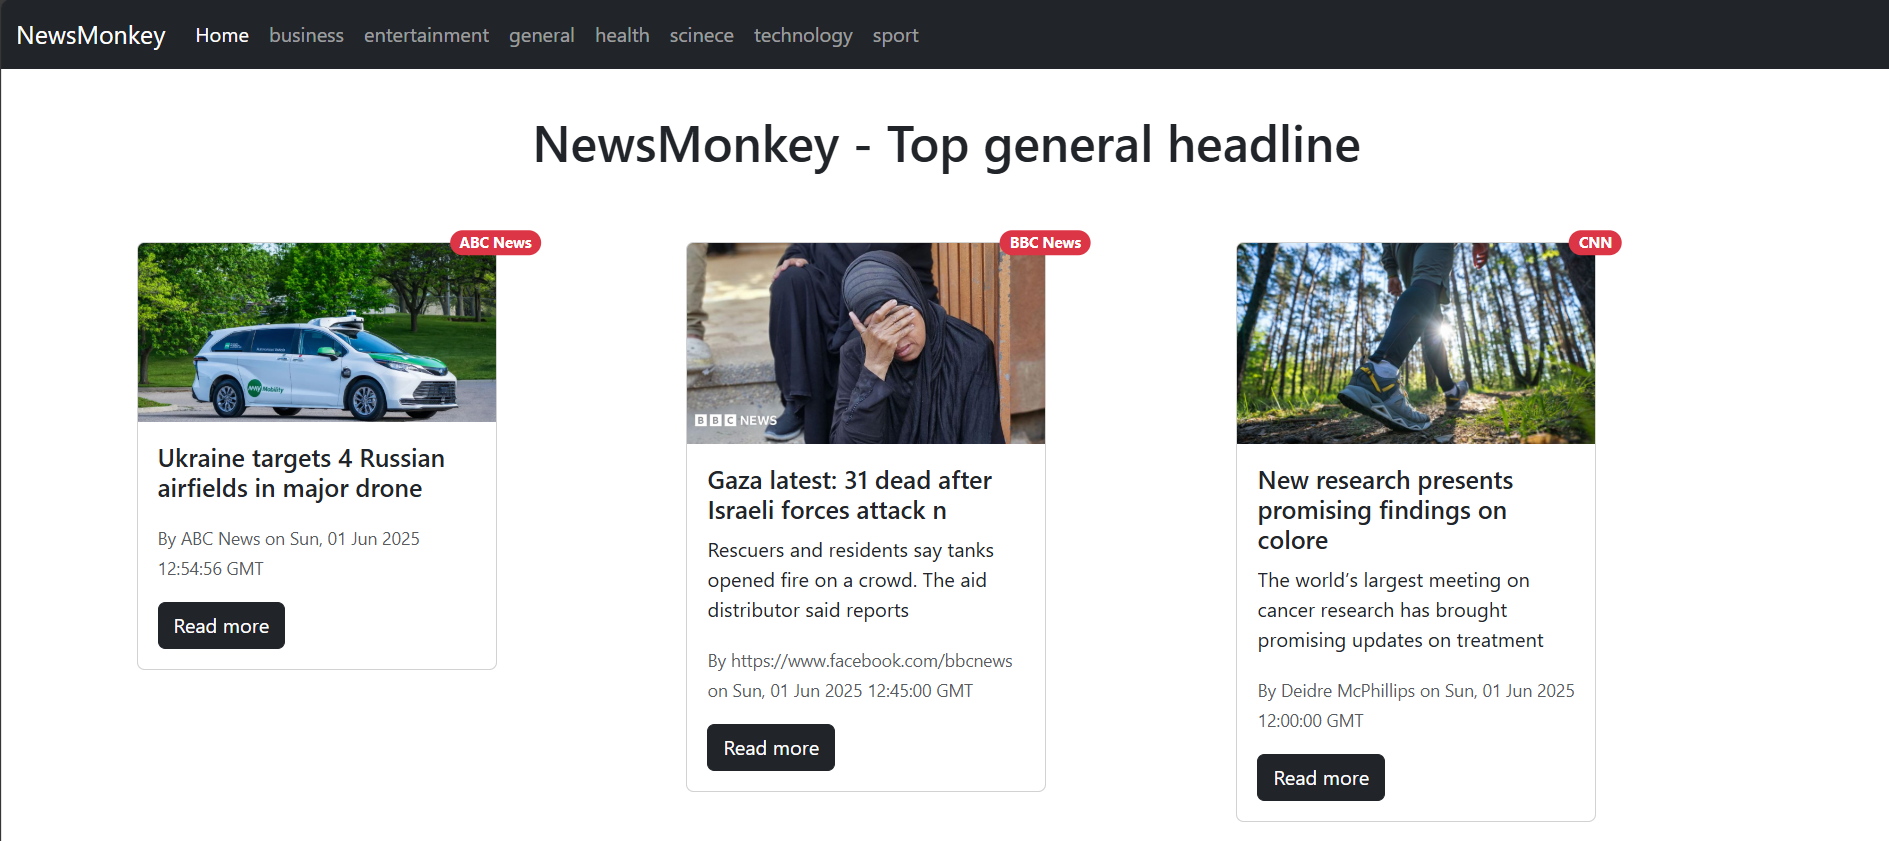 NewsMonkey Home business entertainment general health scinece technology sport
NewsMonkey - Top general headline
ABC News
Mobility
Ukraine targets 4 Russian
airfields in major drone
By ABC News on Sun, 01 Jun 2025
12:54:56 GMT
Read more
BBC News
BBC NEWS
Gaza latest: 31 dead after
Israeli forces attack n
Rescuers and residents say tanks
opened fire on a crowd. The aid
distributor said reports
By https://www.facebook.com/bbcnews
on Sun, 01 Jun 2025 12:45:00 GMT
Read more
CNN
New research presents
promising findings on
colore
The world’s largest meeting on
cancer research has brought
promising updates on treatment
By Deidre McPhillips on Sun, 01 Jun 2025
12:00:00 GMT
Read more